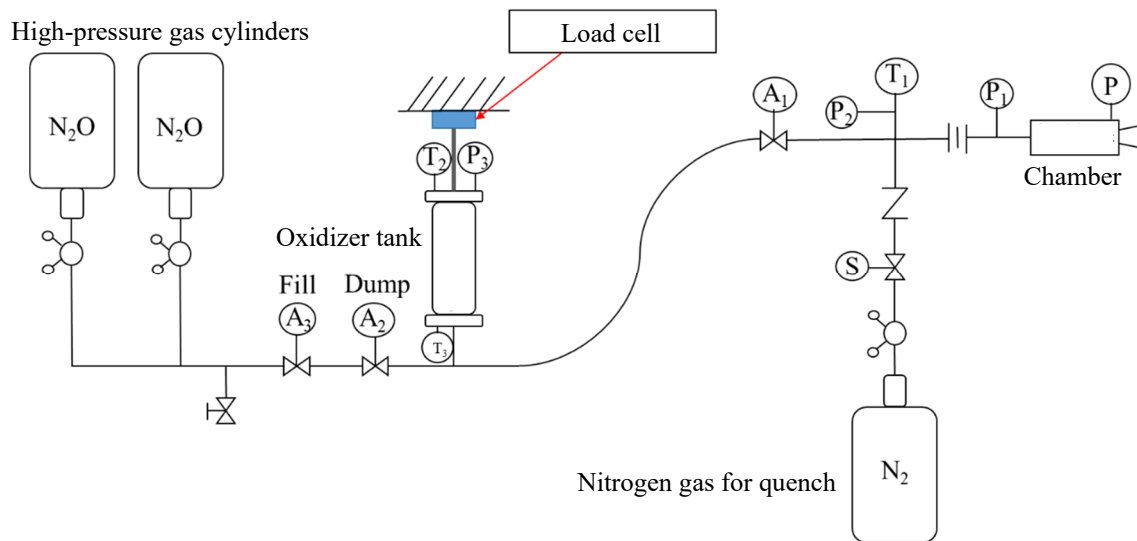 High-pressure gas cylinders
Load cell
N₂O
N₂O
T₂
P₃
A₁
P₂
T₁
P₁
P
Chamber
Oxidizer tank
Fill
Dump
A₃
A₂
T₃
S
Nitrogen gas for quench
N₂